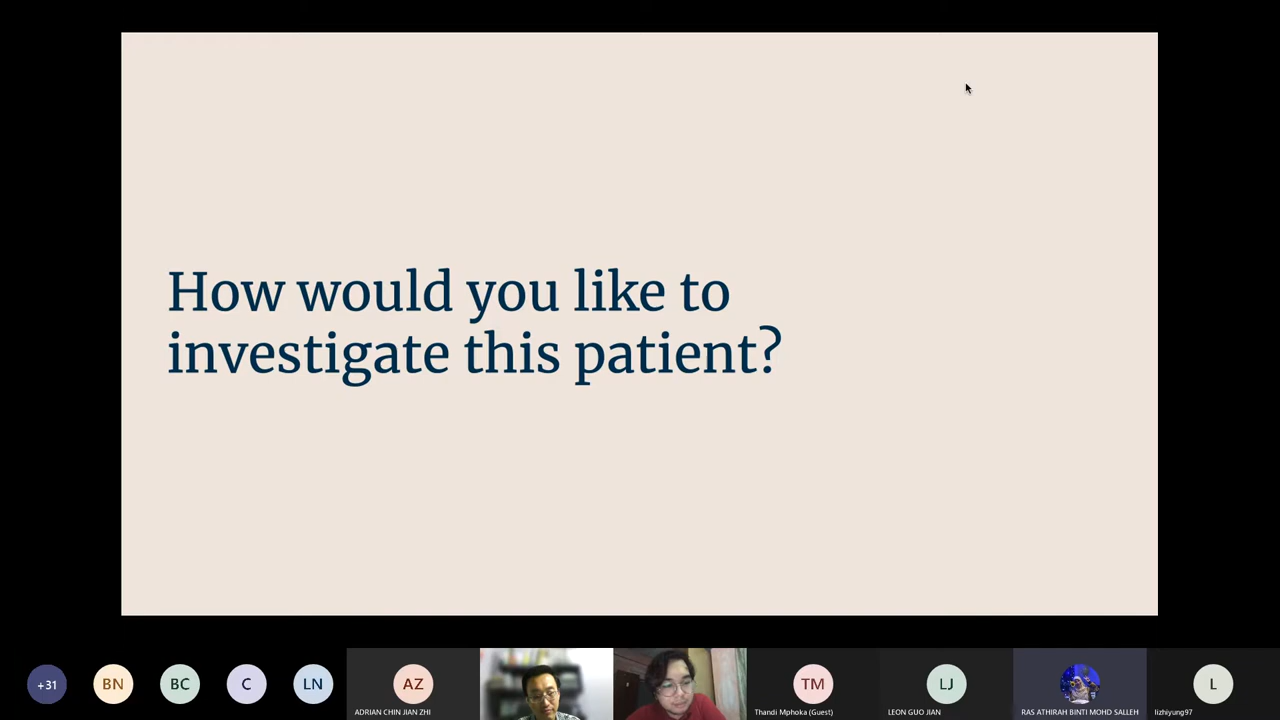 How would you like to
investigate this patient?
+31
BN
BC
C
LN
AZ
ADRIAN CHIN JIAN ZHI
TM
Thandi Mphoka (Guest)
LJ
LEON GUO JIAN
RAS ATHIRAH BINTI MOHD SALLEH
L
lizhiyung97